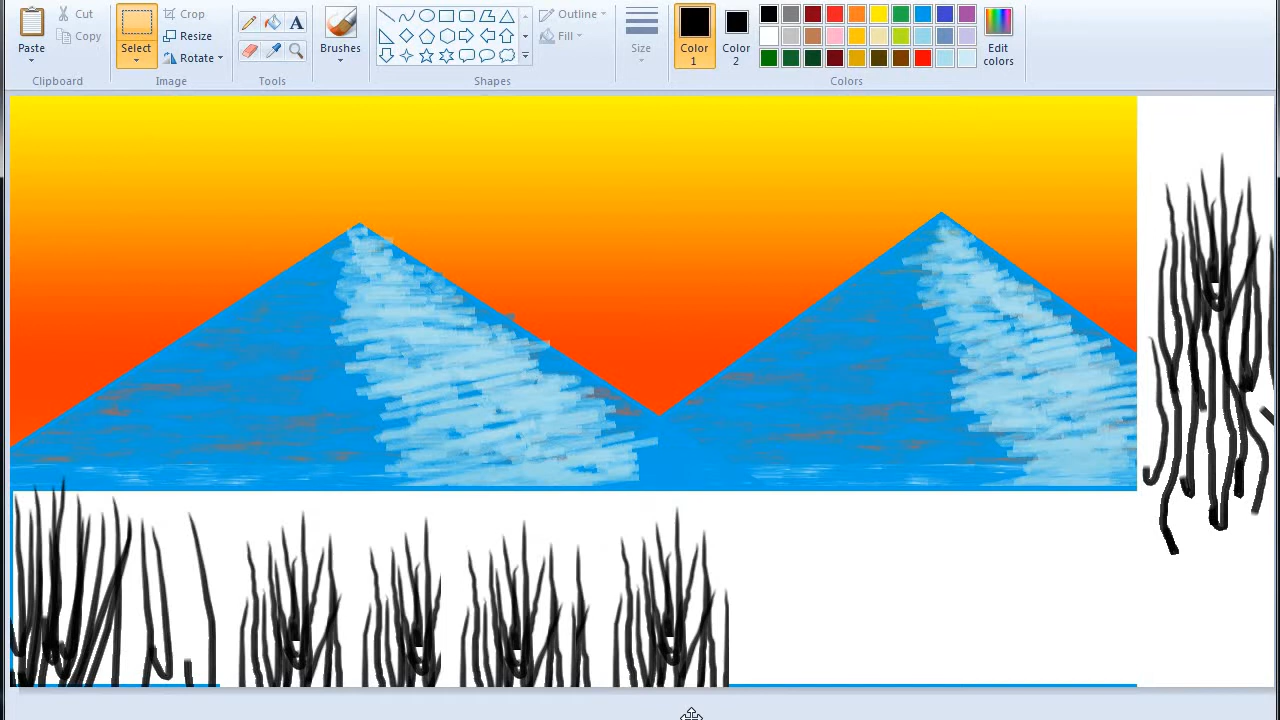 Paste
Cut
Copy
Clipboard
Select
Crop
Resize
Rotate
Image
A
Tools
Brushes
Outline
Fill
Shapes
Size
Color 1
Color 2
Edit colors
Colors